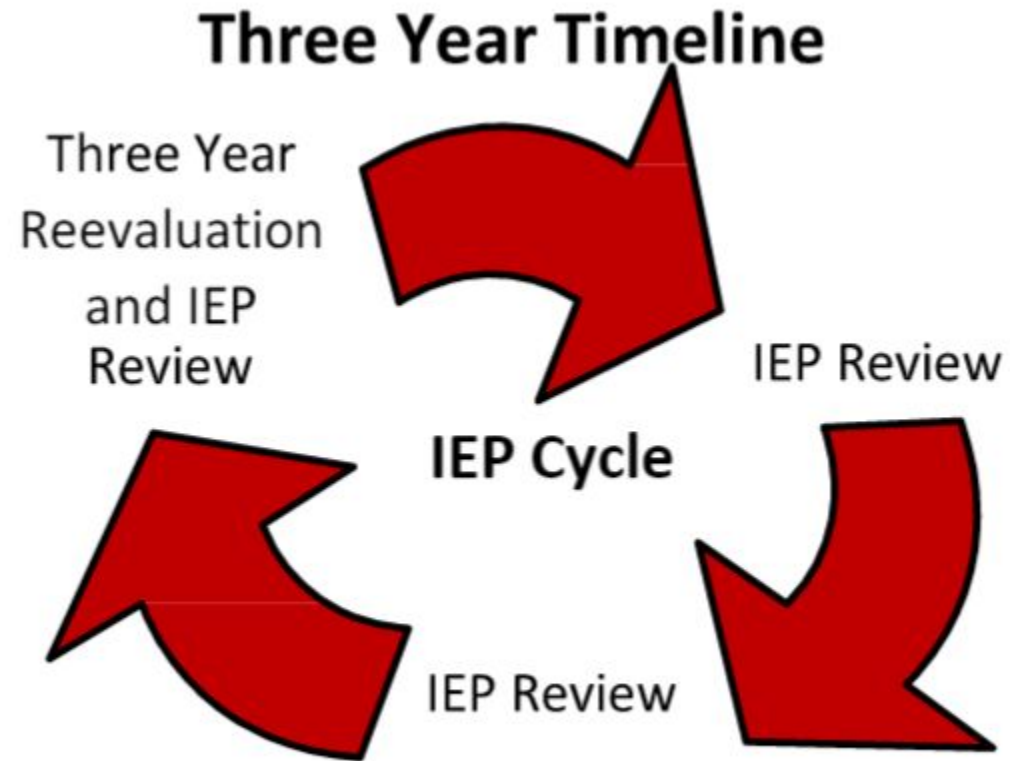 Three Year Timeline
Three Year
Reevaluation
and IEP
Review
IEP Review
IEP Cycle
IEP Review